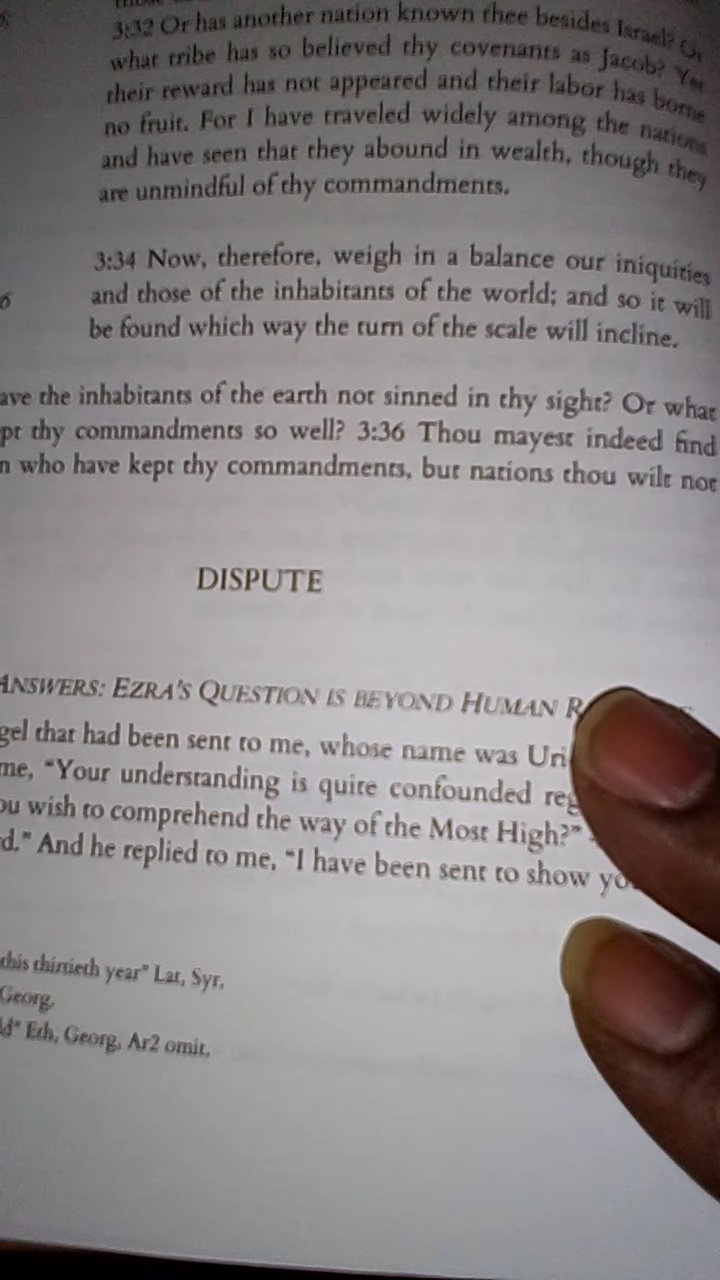 3:32 Or has another nation known thee besides Israel? Or
what tribe has so believed thy covenants as Jacob? Yet
their reward has not appeared and their labor has borne
no fruit. For I have traveled widely among the nations
and have seen that they abound in wealth, though they
are unmindful of thy commandments.
3:34 Now, therefore, weigh in a balance our iniquities
6
and those of the inhabitants of the world; and so it will
be found which way the turn of the scale will incline.
ave the inhabitants of the earth not sinned in thy sight? Or what
pt thy commandments so well? 3:36 Thou mayest indeed find
n who have kept thy commandments, but nations thou wilt not
DISPUTE
ANSWERS: EZRA'S QUESTION IS BEYOND HUMAN
gel that had been sent to me, whose name was Uri
me, "Your understanding is quite confounded reg
ou wish to comprehend the way of the Most High?"
d." And he replied to me, "I have been sent to show yo
this thirtieth year" Lat, Syr,
Georg.
ld" Eth, Georg, Ar2 omit.